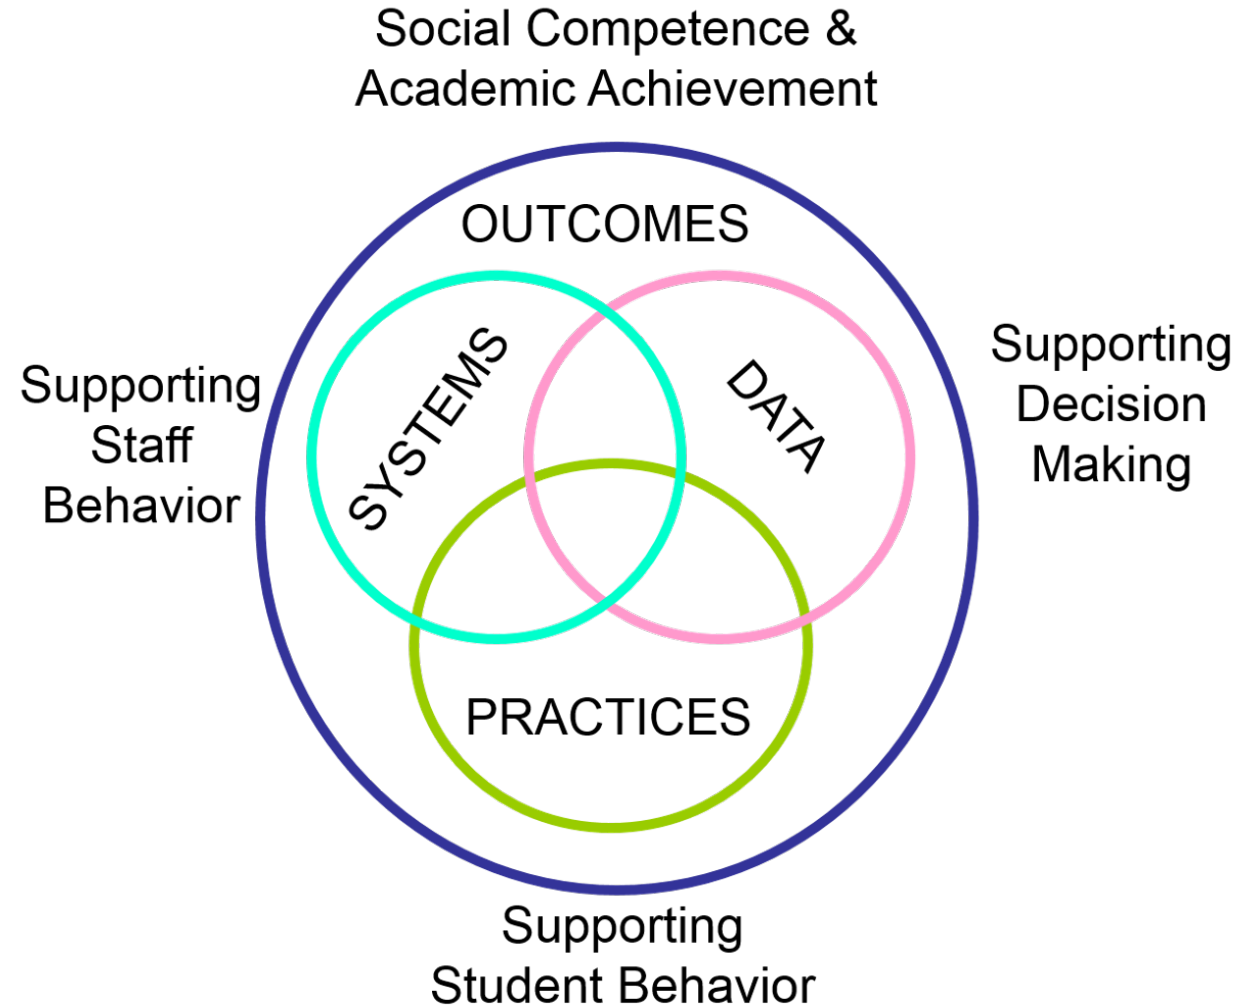 Social Competence &
Academic Achievement
OUTCOMES
Supporting
Staff
Behavior
SYSTEMS
DATA
Supporting
Decision
Making
PRACTICES
Supporting
Student Behavior